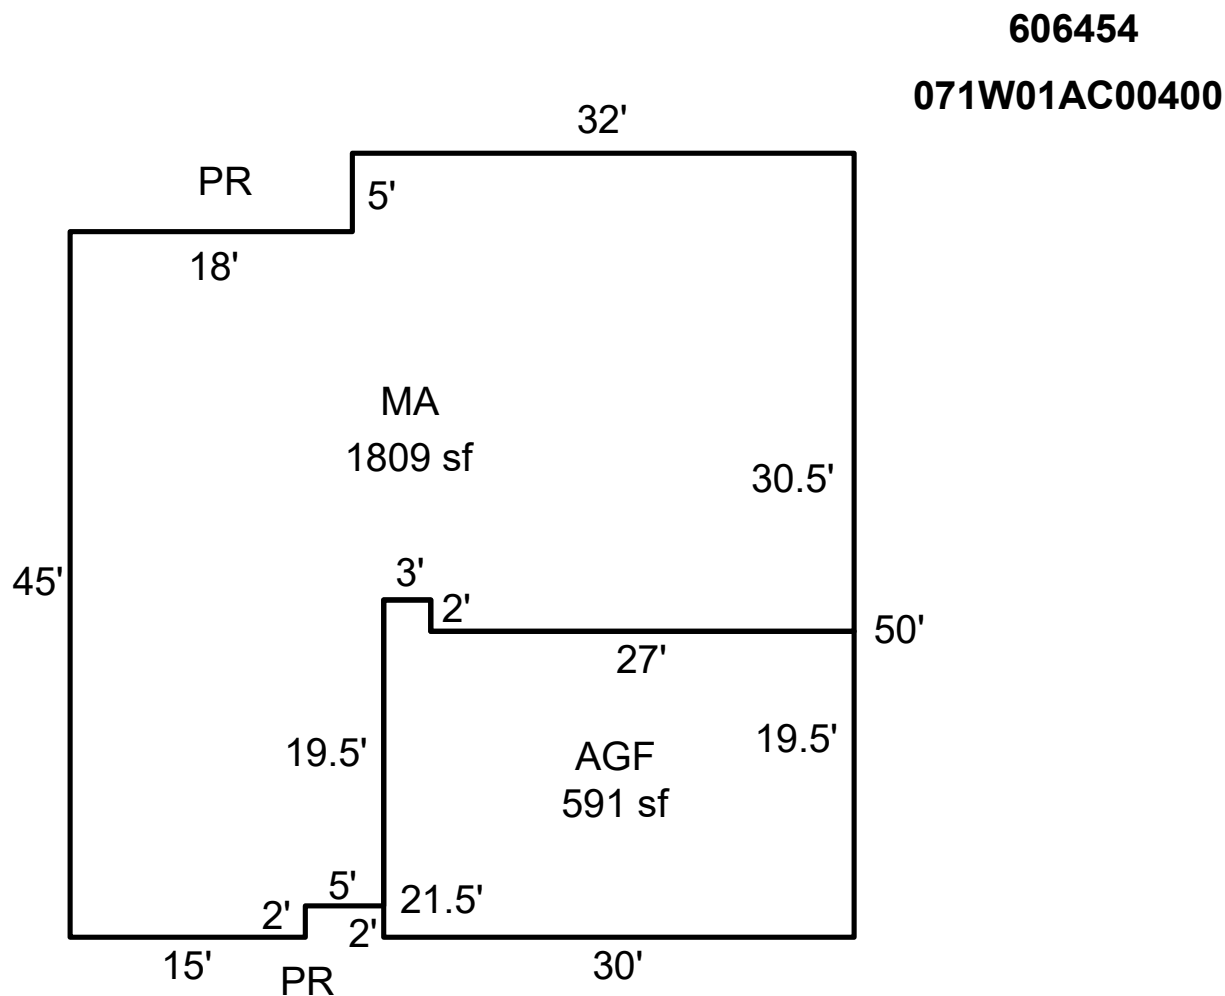 606454
071W01AC00400
32'
PR
5'
18'
MA
1809 sf
30.5'
45'
3'
2'
50'
27'
19.5'
19.5'
AGF
591 sf
5'
21.5'
2'
2'
15'
30'
PR